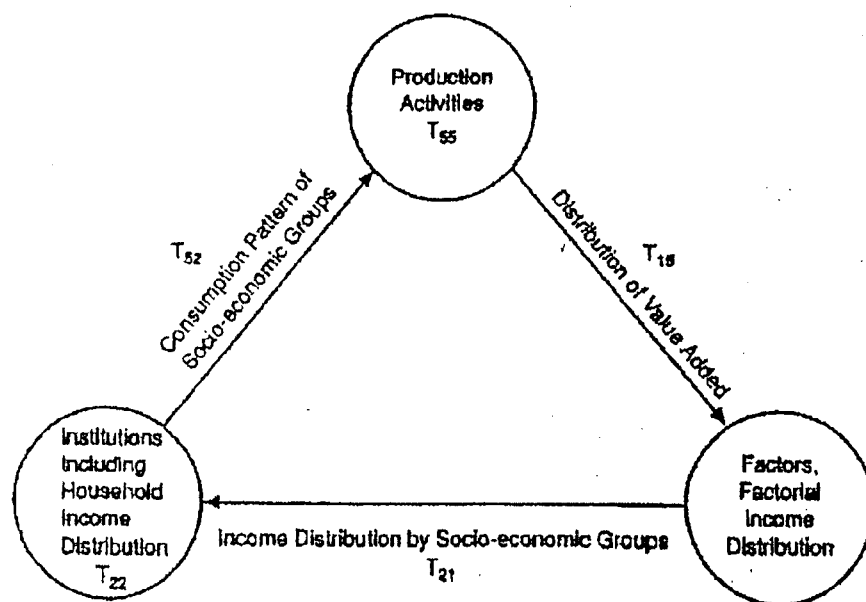 Production
Activities
T₅₅
T₅₂
Consumption Pattern of
Socio-economic Groups
Distribution of Value Added
T₁₅
Institutions
Including
Household
Income
Distribution
T₂₂
Income Distribution by Socio-economic Groups
T₂₁
Factors,
Factorial
Income
Distribution